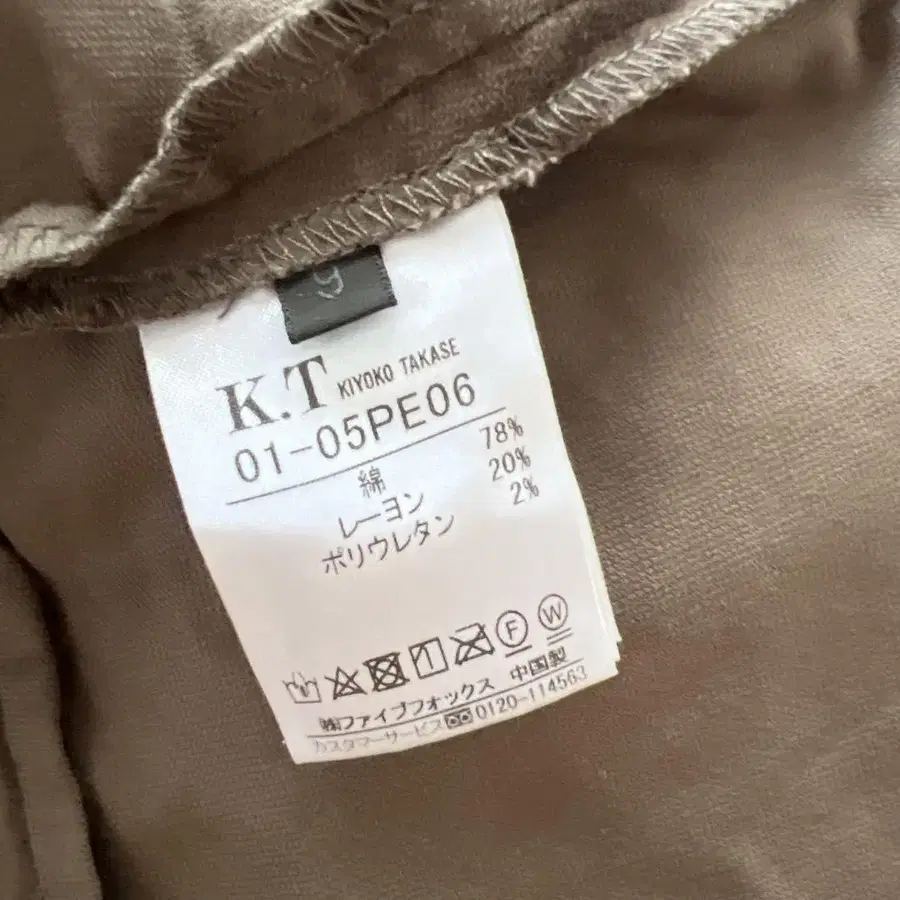 9
K.T KIYOKO TAKASE
01-05PE06
綿 78%
レーヨン 20%
ポリウレタン 2%
F W
㈱ファイブフォックス 中国製
カスタマーサービス 0120-114563